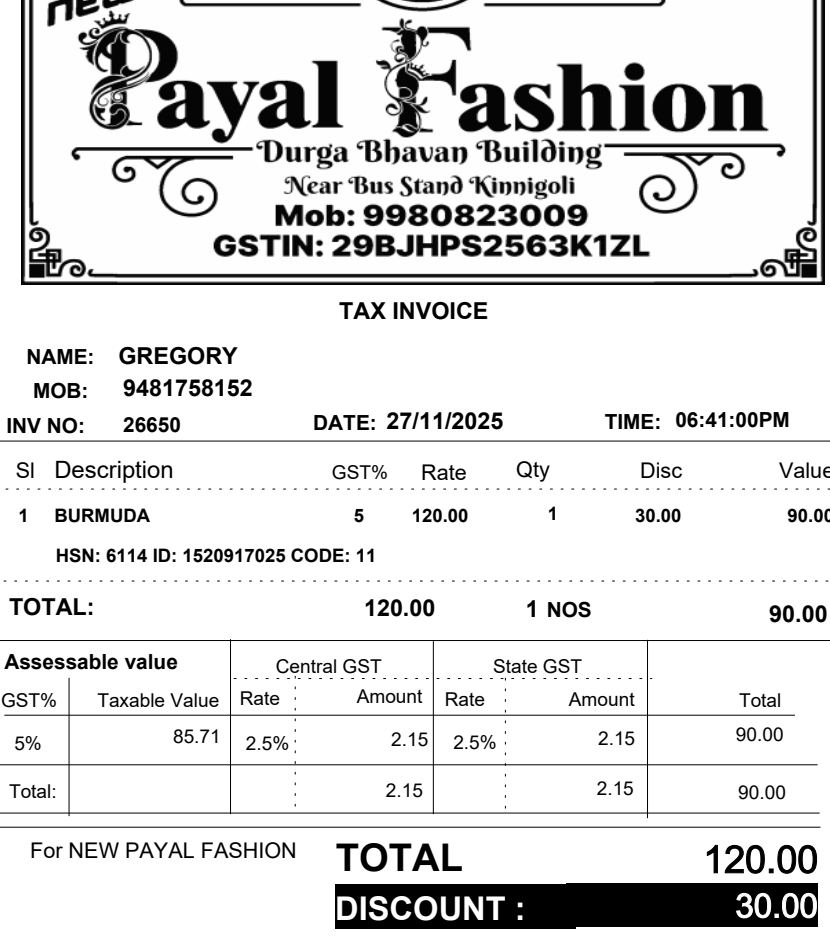 new
Payal Fashion
Durga Bhavan Building
Near Bus Stand Kinnigoli
Mob: 9980823009
GSTIN: 29BJHPS2563K1ZL
TAX INVOICE
NAME: GREGORY
MOB: 9481758152
INV NO: 26650 DATE: 27/11/2025 TIME: 06:41:00PM
Sl Description GST% Rate Qty Disc Value
1 BURMUDA 5 120.00 1 30.00 90.00
HSN: 6114 ID: 1520917025 CODE: 11
TOTAL: 120.00 1 NOS 90.00
Assessable value Central GST State GST
GST% Taxable Value Rate Amount Rate Amount Total
5% 85.71 2.5% 2.15 2.5% 2.15 90.00
Total: 2.15 2.15 90.00
For NEW PAYAL FASHION TOTAL 120.00
DISCOUNT : 30.00